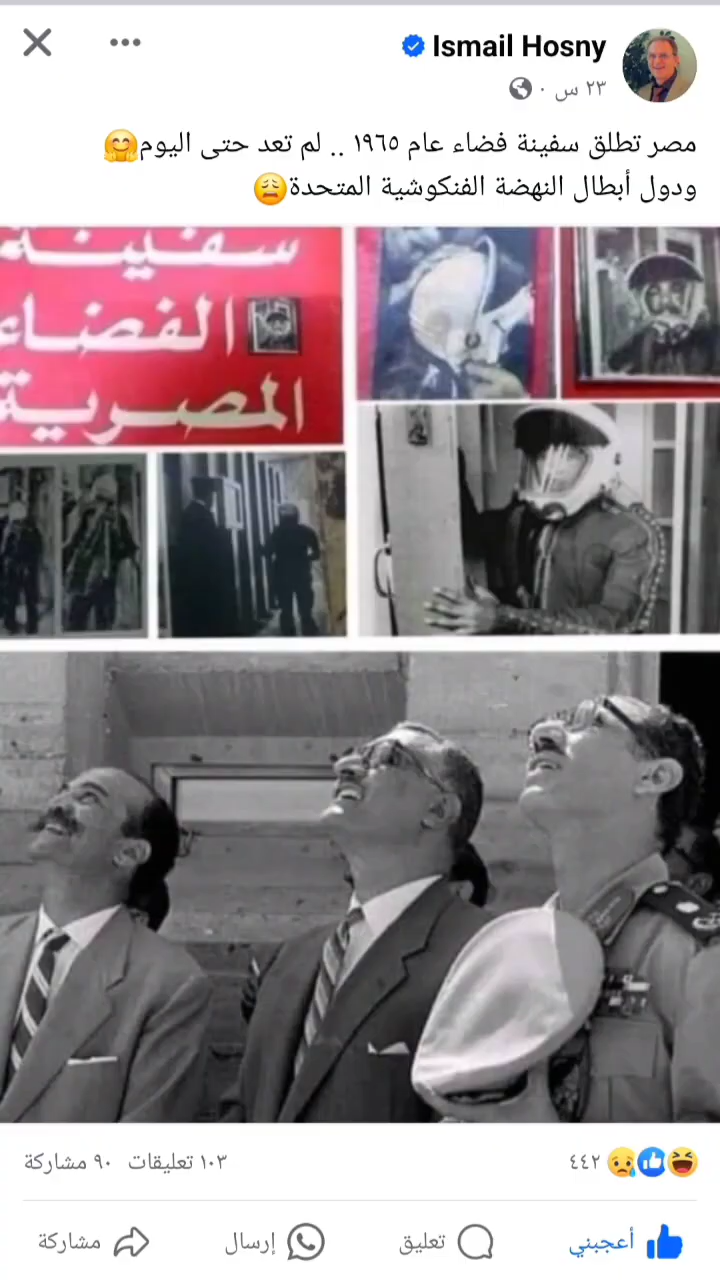 Ismail Hosny
٢٣ س ·
مصر تطلق سفينة فضاء عام ١٩٦٥ .. لم تعد حتى اليوم🤗
ودول أبطال النهضة الفنكوشية المتحدة😩
سفينة
الفضاء
المصرية
٤٤٢
١٠٣ تعليقات ٩٠ مشاركة
أعجبني
تعليق
إرسال
مشاركة